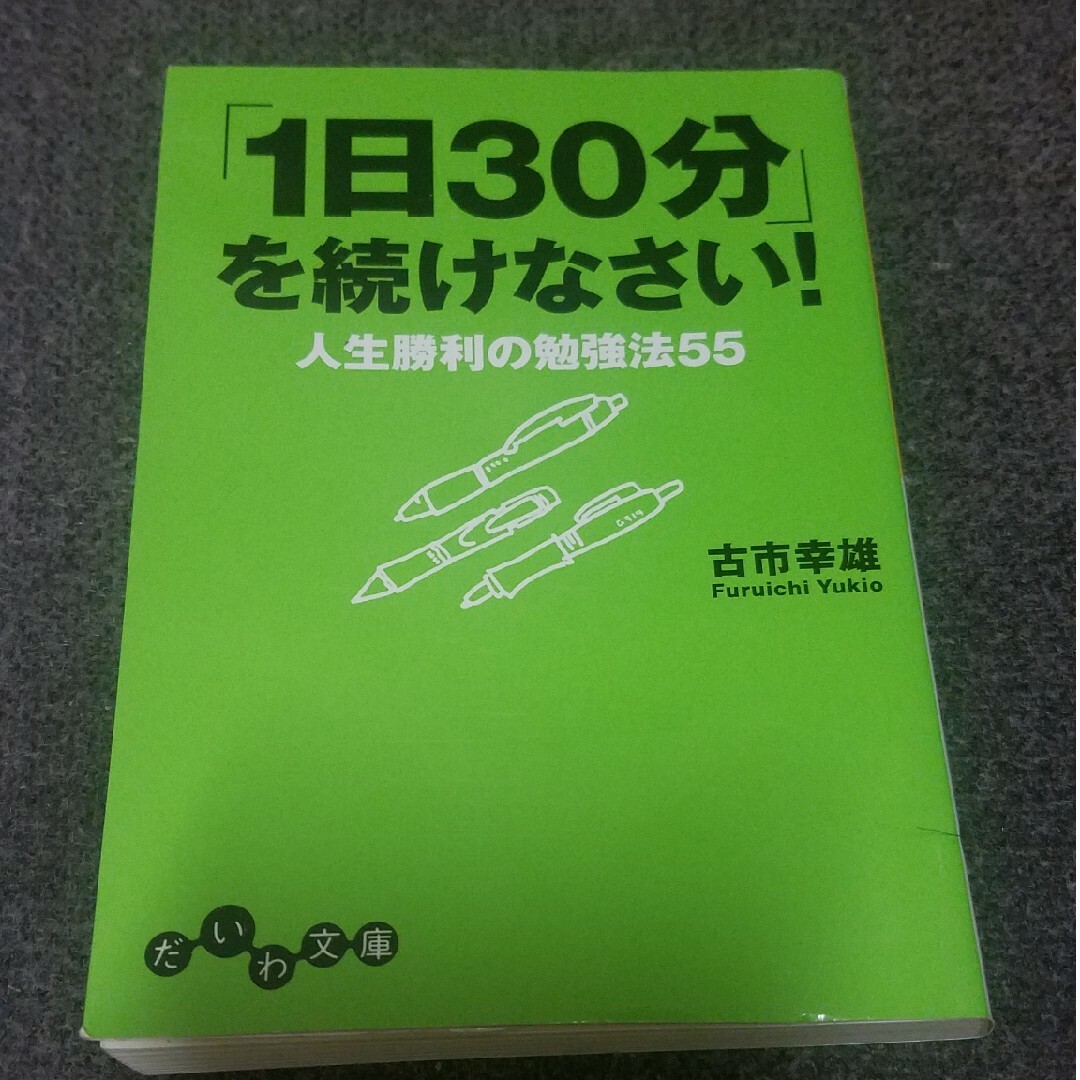 「1日30分」
を続けなさい!
人生勝利の勉強法55
古市幸雄
Furuichi Yukio
だいわ文庫